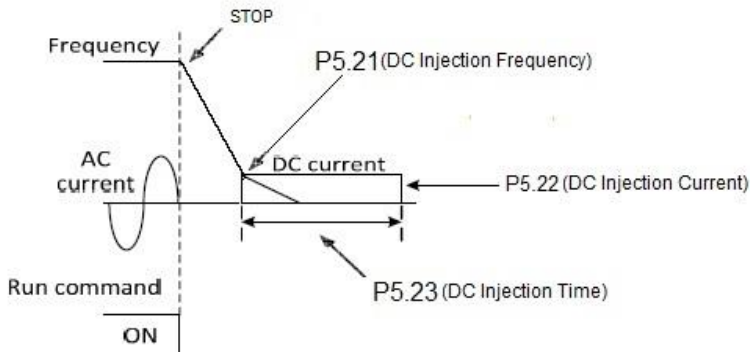 STOP
Frequency
P5.21 (DC Injection Frequency)
AC
current
DC current
P5.22 (DC Injection Current)
P5.23 (DC Injection Time)
Run command
ON